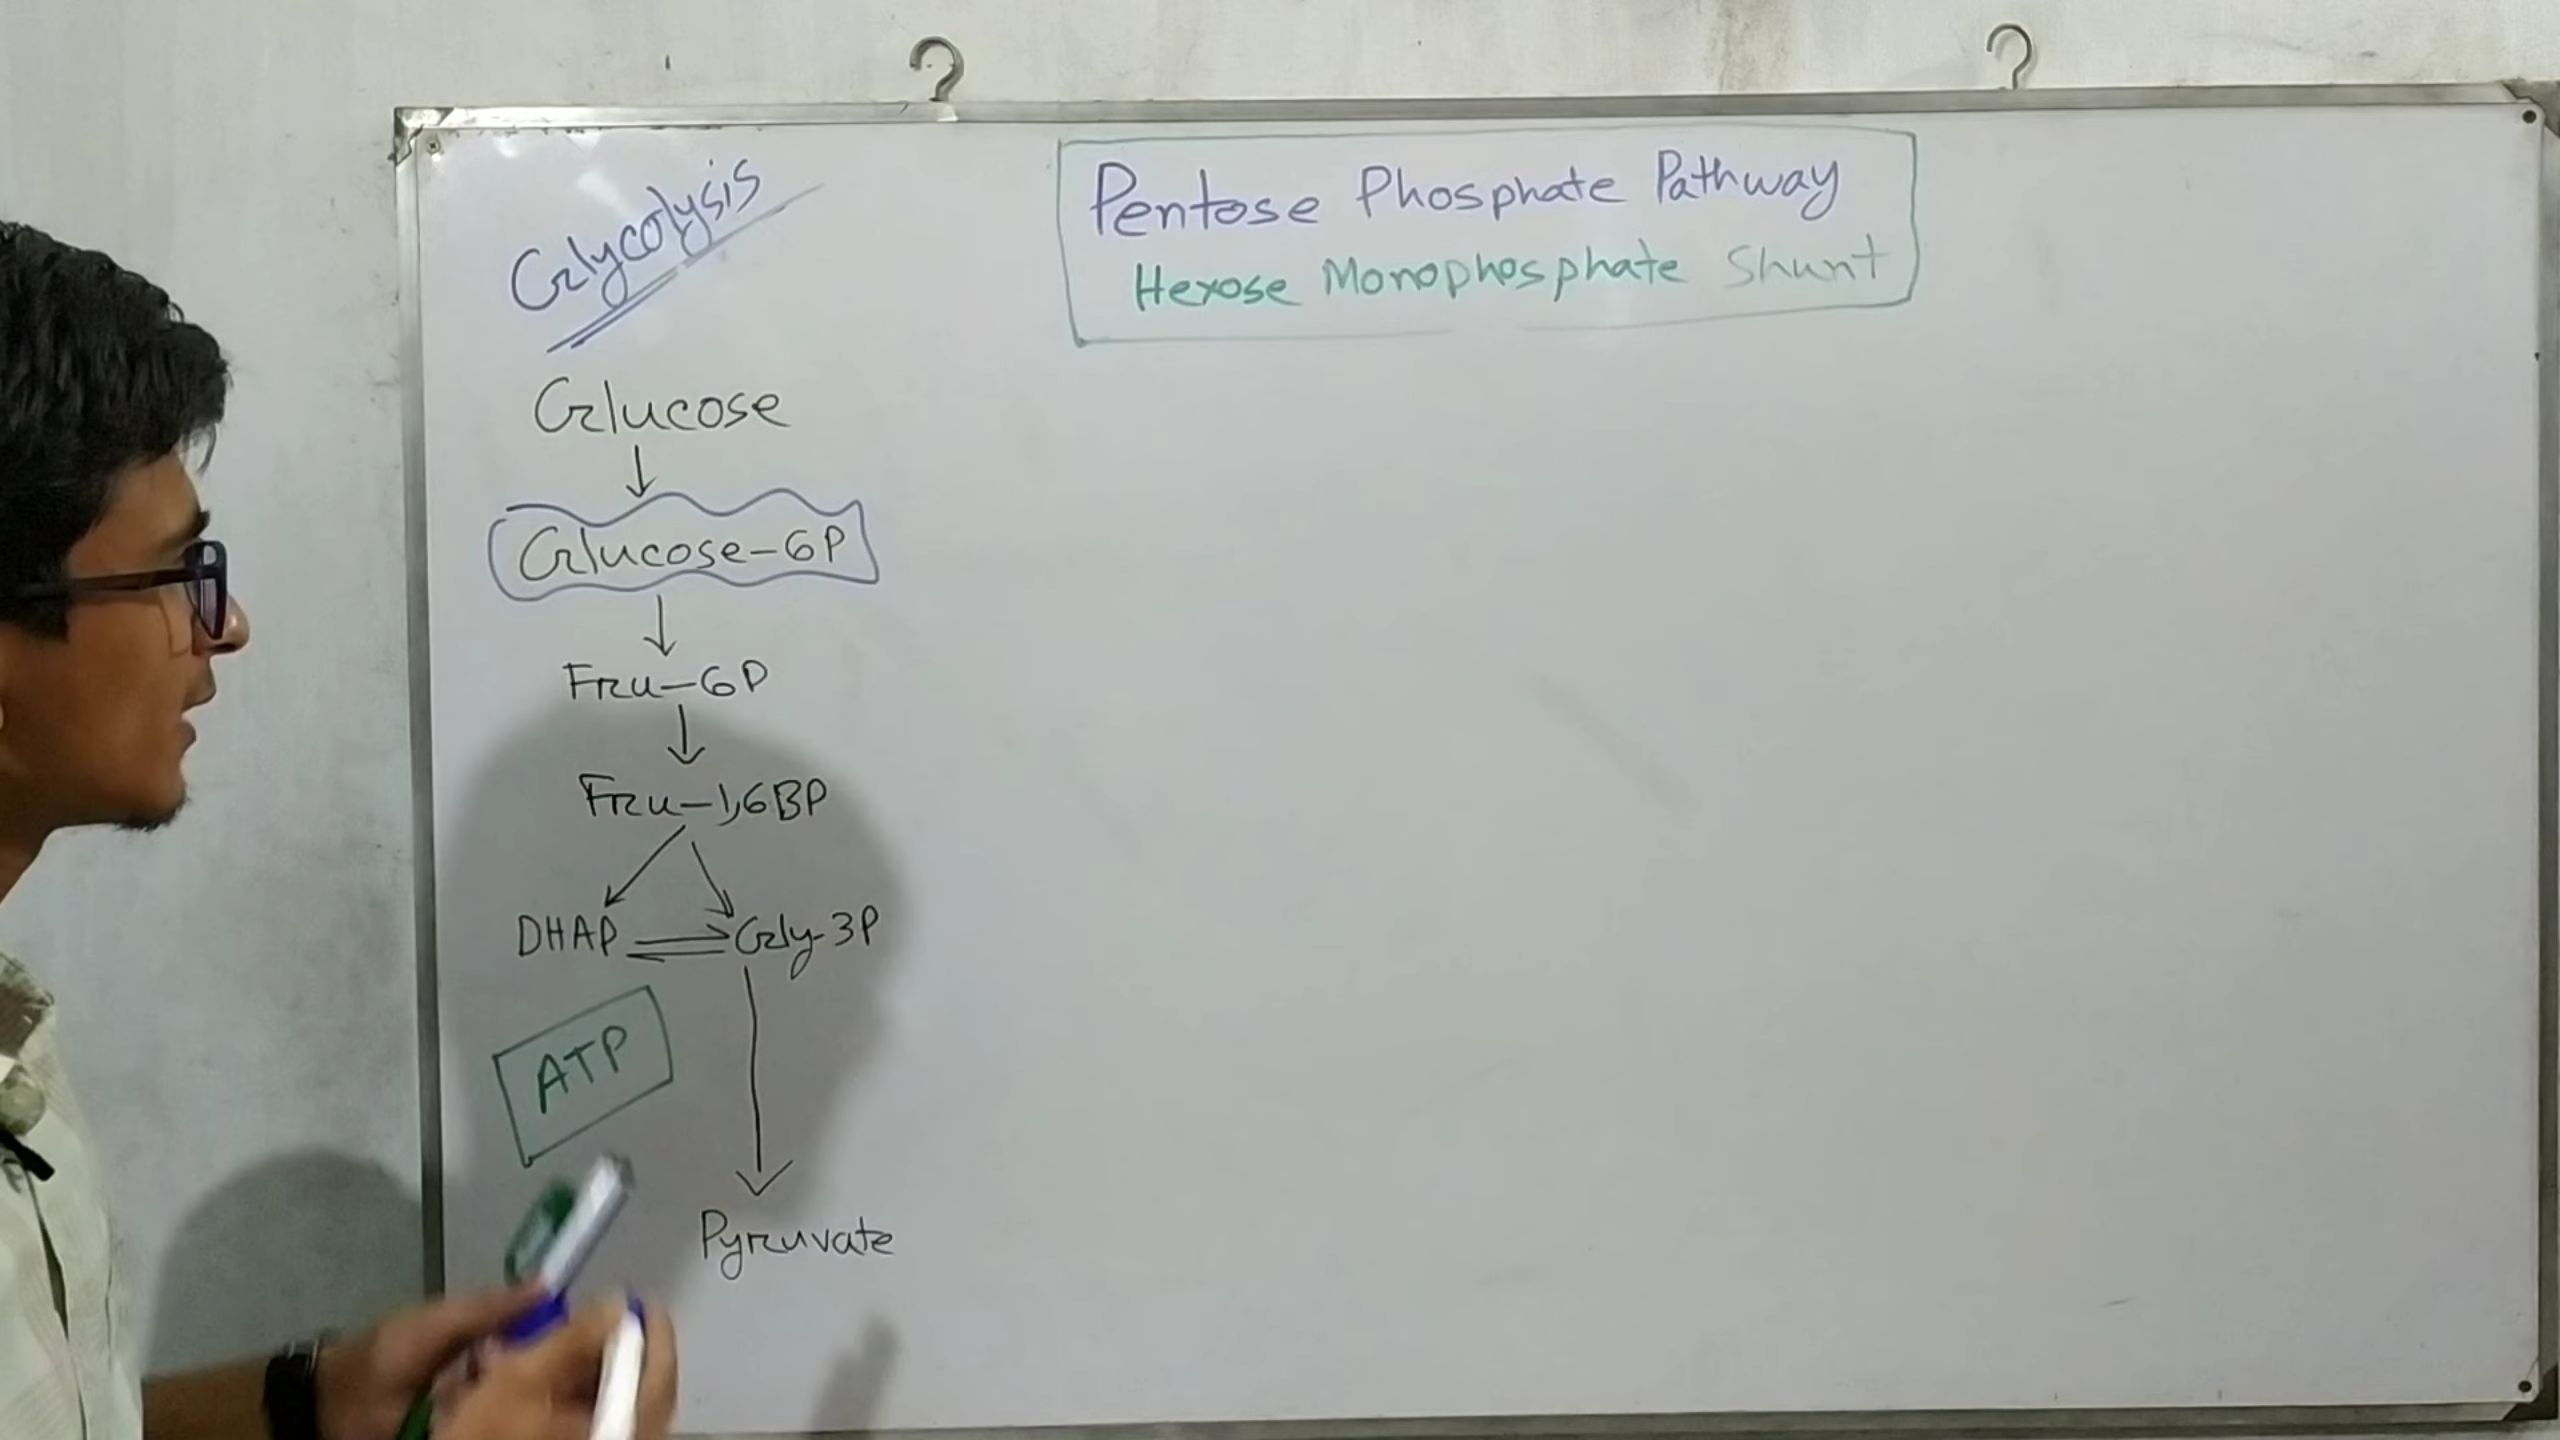 Glycolysis
Glucose
Glucose-6P
Fru-6P
Fru-1,6BP
DHAP Gly-3P
ATP
Pyruvate
Pentose Phosphate Pathway
Hexose Monophosphate Shunt